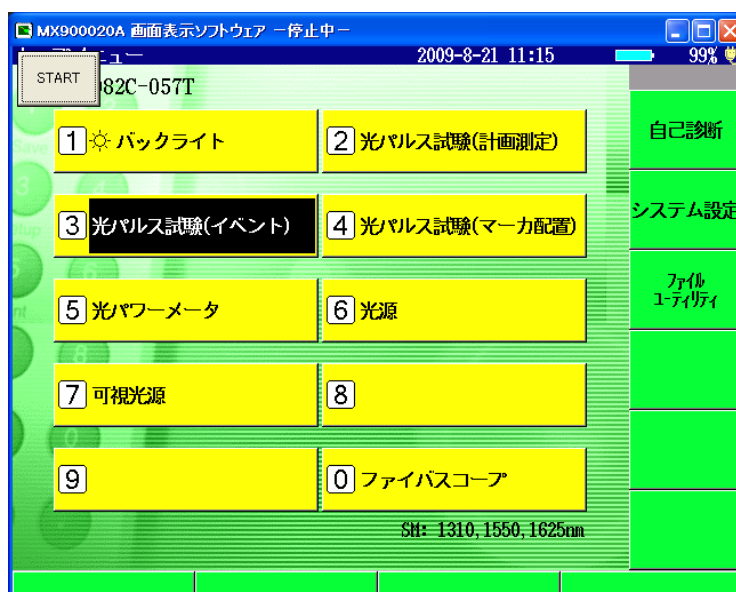 MX900020A 画面表示ソフトウェア －停止中－
2009-8-21 11:15
99%
START
082C-057T
1 バックライト
2 光パルス試験(計画測定)
自己診断
3 光パルス試験(イベント)
4 光パルス試験(マーカ配置)
システム設定
5 光パワーメータ
6 光源
ファイル
ユーティリティ
7 可視光源
8
9
0 ファイバスコープ
SM: 1310,1550,1625nm